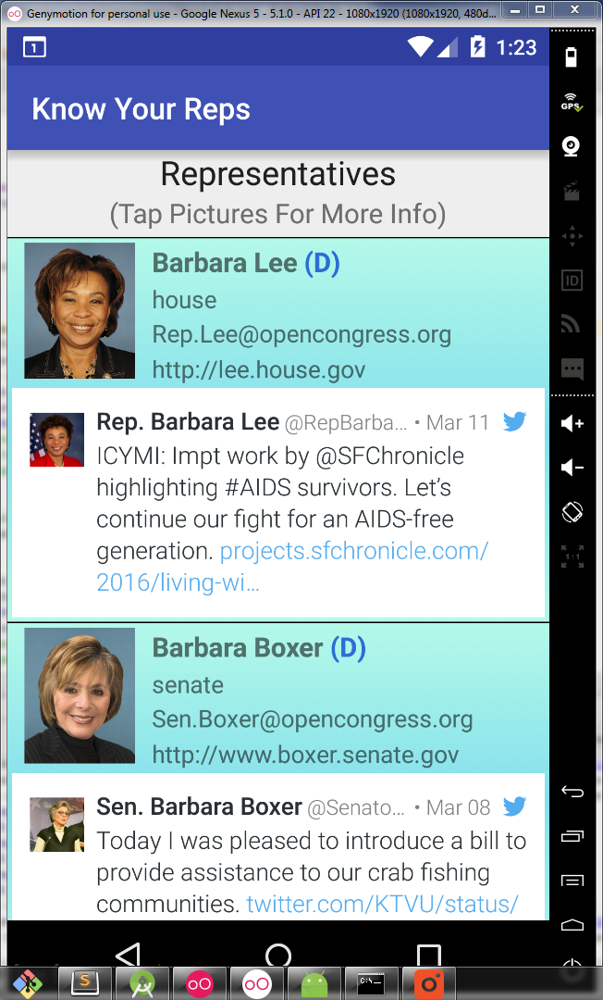 Genymotion for personal use - Google Nexus 5 - 5.1.0 - API 22 - 1080x1920 (1080x1920, 480d...
1
1:23
GPS
Know Your Reps
Representatives
(Tap Pictures For More Info)
Barbara Lee (D)
house
Rep.Lee@opencongress.org
http://lee.house.gov
ID
Rep. Barbara Lee @RepBarba... • Mar 11
ICYMI: Impt work by @SFChronicle
highlighting #AIDS survivors. Let’s
continue our fight for an AIDS-free
generation. projects.sfchronicle.com/
2016/living-wi…
1:1
Barbara Boxer (D)
senate
Sen.Boxer@opencongress.org
http://www.boxer.senate.gov
Sen. Barbara Boxer @Senato... • Mar 08
Today I was pleased to introduce a bill to
provide assistance to our crab fishing
communities. twitter.com/KTVU/status/